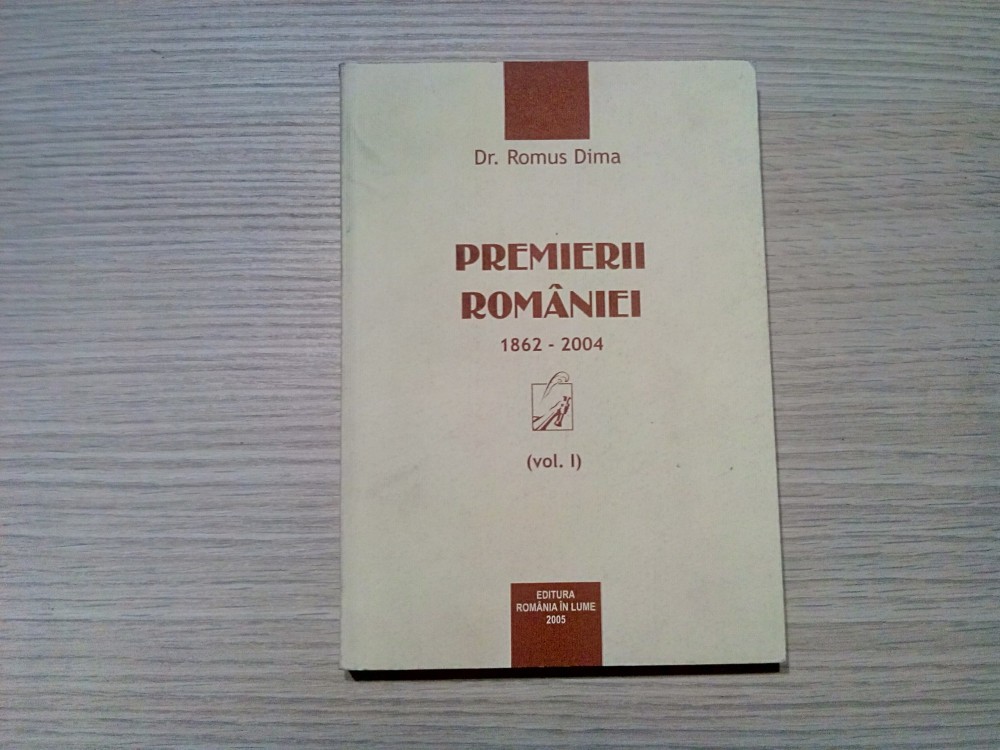 Dr. Romus Dima
PREMIERII
ROMÂNIEI
1862 - 2004
(vol. I)
EDITURA
ROMÂNIA ÎN LUME
2005